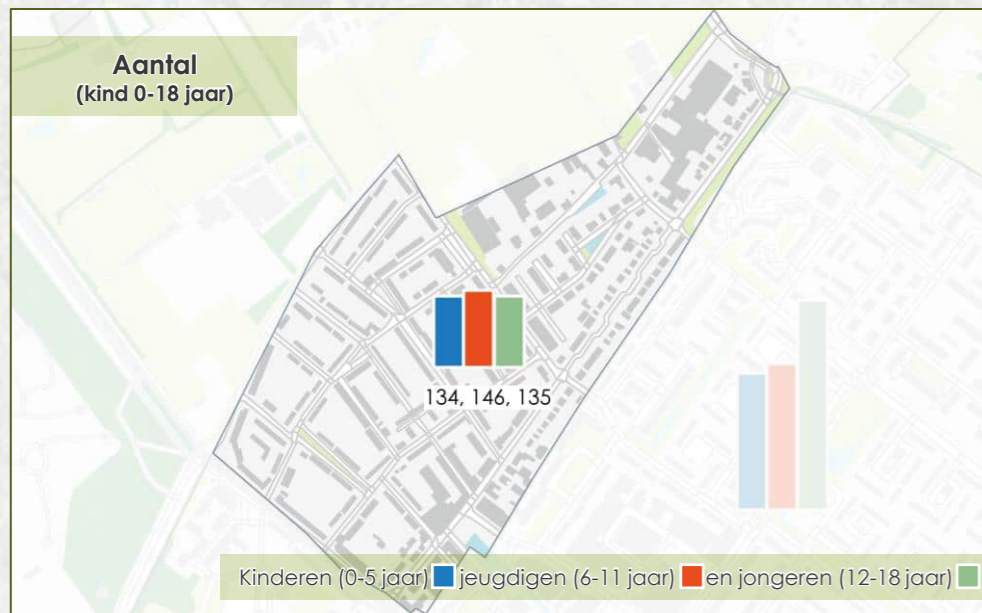 Aantal
(kind 0-18 jaar)
134, 146, 135
Kinderen (0-5 jaar) jeugdigen (6-11 jaar) en jongeren (12-18 jaar)